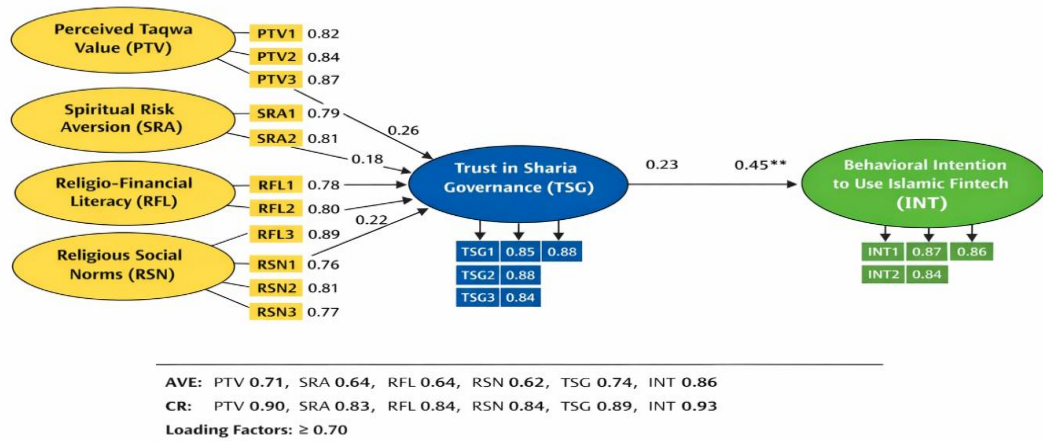 Perceived Taqwa
Value (PTV)
PTV1 0.82
PTV2 0.84
PTV3 0.87
Spiritual Risk
Aversion (SRA)
SRA1 0.79
SRA2 0.81
Religio-Financial
Literacy (RFL)
RFL1 0.78
RFL2 0.80
RFL3 0.89
Religious Social
Norms (RSN)
RSN1 0.76
RSN2 0.81
RSN3 0.77
0.26
0.18
0.22
Trust in Sharia
Governance (TSG)
TSG1 0.85 0.88
TSG2 0.88
TSG3 0.84
0.23 0.45**
Behavioral Intention
to Use Islamic Fintech
(INT)
INT1 0.87 0.86
INT2 0.84
AVE: PTV 0.71, SRA 0.64, RFL 0.64, RSN 0.62, TSG 0.74, INT 0.86
CR: PTV 0.90, SRA 0.83, RFL 0.84, RSN 0.84, TSG 0.89, INT 0.93
Loading Factors: ≥ 0.70